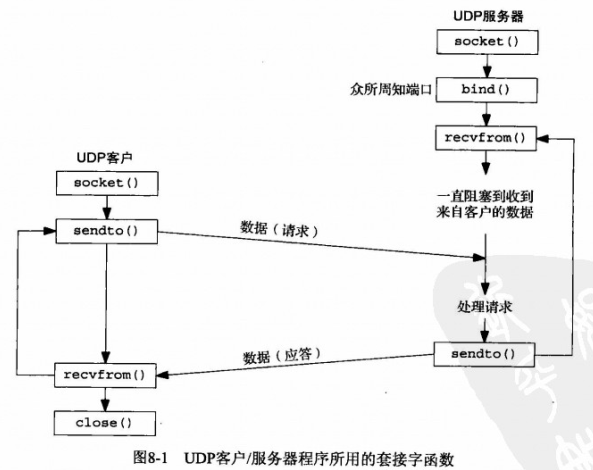 UDP服务器
socket()
众所周知端口
bind()
recvfrom()
UDP客户
socket()
一直阻塞到收到
来自客户的数据
sendto()
数据(请求)
处理请求
数据(应答)
sendto()
recvfrom()
close()
图8-1 UDP客户/服务器程序所用的套接字函数